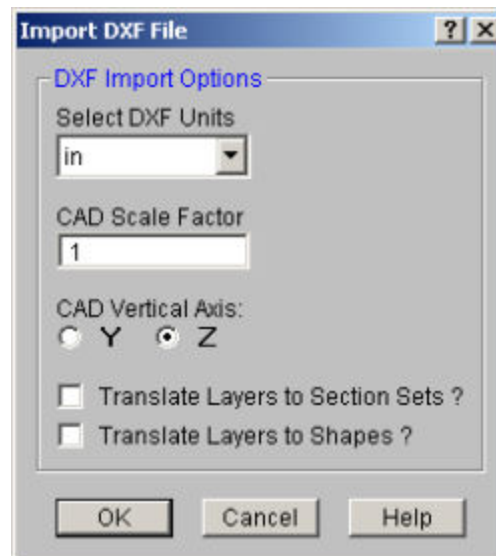 Import DXF File
DXF Import Options
Select DXF Units
in
CAD Scale Factor
1
CAD Vertical Axis:
Y Z
Translate Layers to Section Sets ?
Translate Layers to Shapes ?
OK Cancel Help